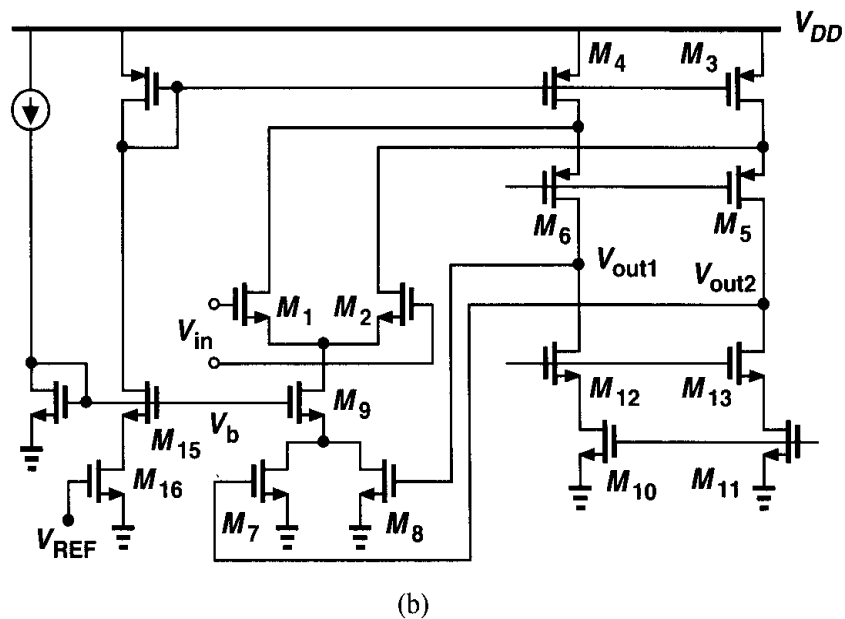 V_DD
M_4 M_3
M_6 M_5
V_out1 V_out2
M_1 M_2
V_in
M_12 M_13
M_9
V_b
M_15
M_16 M_10 M_11
M_7 M_8
V_REF
(b)